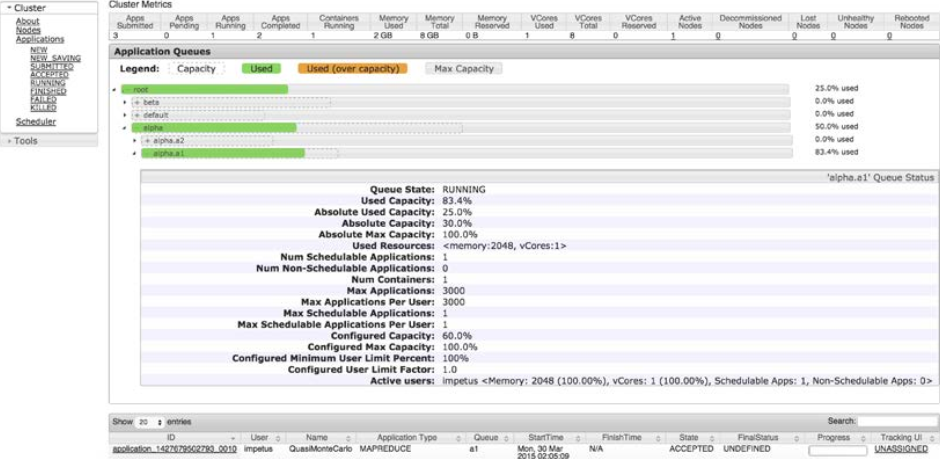 Cluster
About
Nodes
Applications
NEW
NEW_SAVING
SUBMITTED
ACCEPTED
RUNNING
FINISHED
FAILED
KILLED
Scheduler
Tools
Cluster Metrics
Apps Submitted Apps Pending Apps Running Apps Completed Containers Running Memory Used Memory Total Memory Reserved VCores Used VCores Total VCores Reserved Active Nodes Decommissioned Nodes Lost Nodes Unhealthy Nodes Rebooted Nodes
3 0 1 2 1 2 GB 8 GB 0 B 1 8 0 1 0 0 0 0
Application Queues
Legend: Capacity Used Used (over capacity) Max Capacity
root 25.0% used
+ beta 0.0% used
+ default 0.0% used
alpha 50.0% used
+ alpha.a2 0.0% used
alpha.a1 83.4% used
'alpha.a1' Queue Status
Queue State: RUNNING
Used Capacity: 83.4%
Absolute Used Capacity: 25.0%
Absolute Capacity: 30.0%
Absolute Max Capacity: 100.0%
Used Resources: <memory:2048, vCores:1>
Num Schedulable Applications: 1
Num Non-Schedulable Applications: 0
Num Containers: 1
Max Applications: 3000
Max Applications Per User: 3000
Max Schedulable Applications: 1
Max Schedulable Applications Per User: 1
Configured Capacity: 60.0%
Configured Max Capacity: 100.0%
Configured Minimum User Limit Percent: 100%
Configured User Limit Factor: 1.0
Active users: impetus <Memory: 2048 (100.00%), vCores: 1 (100.00%), Schedulable Apps: 1, Non-Schedulable Apps: 0>
Show 20 entries Search:
ID User Name Application Type Queue StartTime FinishTime State FinalStatus Progress Tracking UI
application_1427679502793_0010 impetus QuasiMonteCarlo MAPREDUCE a1 Mon, 30 Mar N/A ACCEPTED UNDEFINED UNASSIGNED
2015 02:05:09